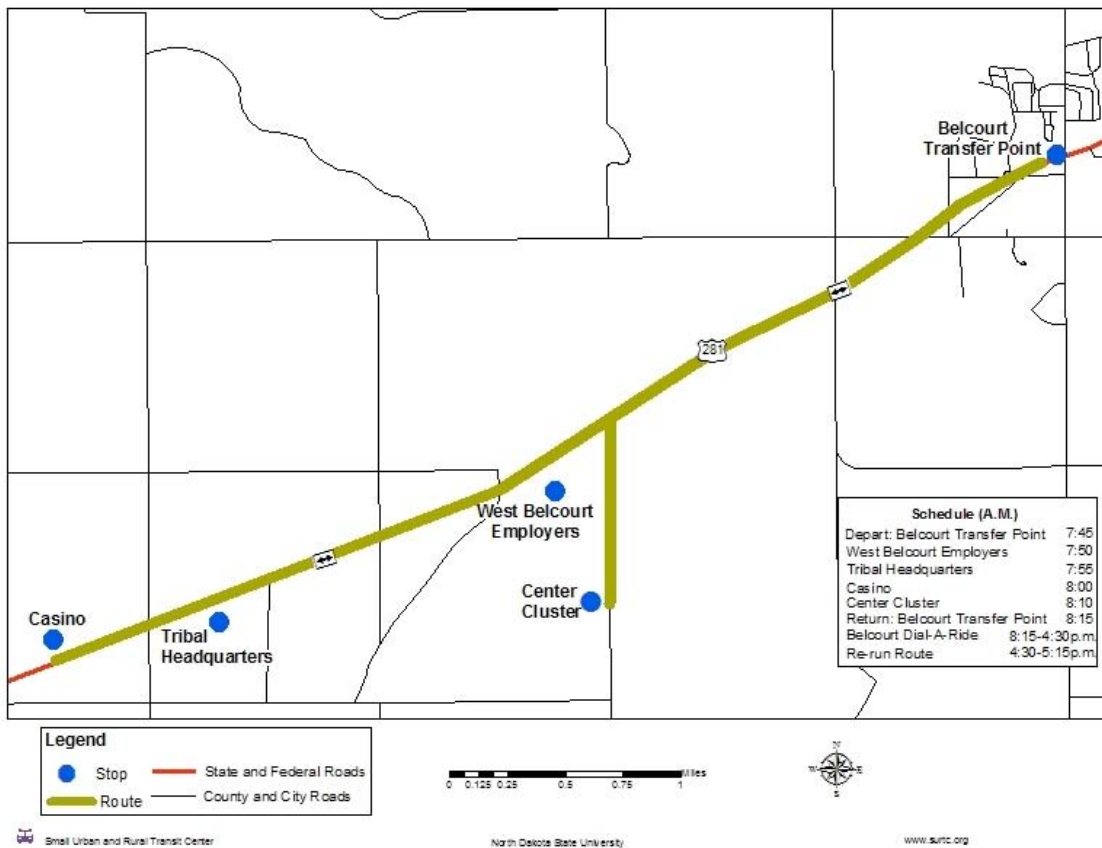 Belcourt
Transfer Point
281
West Belcourt
Employers
Center
Cluster
Casino
Tribal
Headquarters
Schedule (A.M.)
Depart: Belcourt Transfer Point 7:45
West Belcourt Employers 7:50
Tribal Headquarters 7:55
Casino 8:00
Center Cluster 8:10
Return: Belcourt Transfer Point 8:15
Belcourt Dial-A-Ride 8:15-4:30p.m.
Re-run Route 4:30-5:15p.m.
Legend
Stop State and Federal Roads
Route County and City Roads
Miles
0 0.125 0.25 0.5 0.75 1
N
W E
S
Small Urban and Rural Transit Center North Dakota State University www.surtc.org